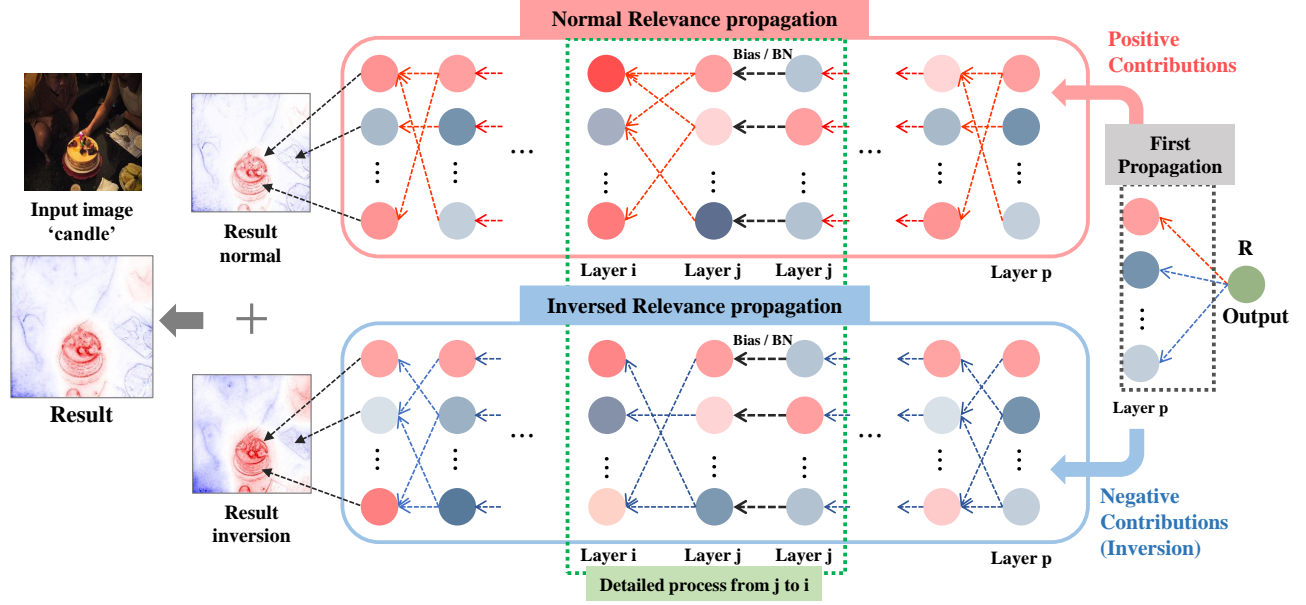 Normal Relevance propagation
Bias / BN
Positive
Contributions
First
Propagation
Input image
'candle'
Result
normal
...
...
Layer i
Layer j
Layer j
Layer p
R
Output
Inversed Relevance propagation
Bias / BN
+
Result
Result
inversion
...
...
Layer p
Negative
Contributions
(Inversion)
Layer i
Layer j
Layer j
Layer p
Detailed process from j to i